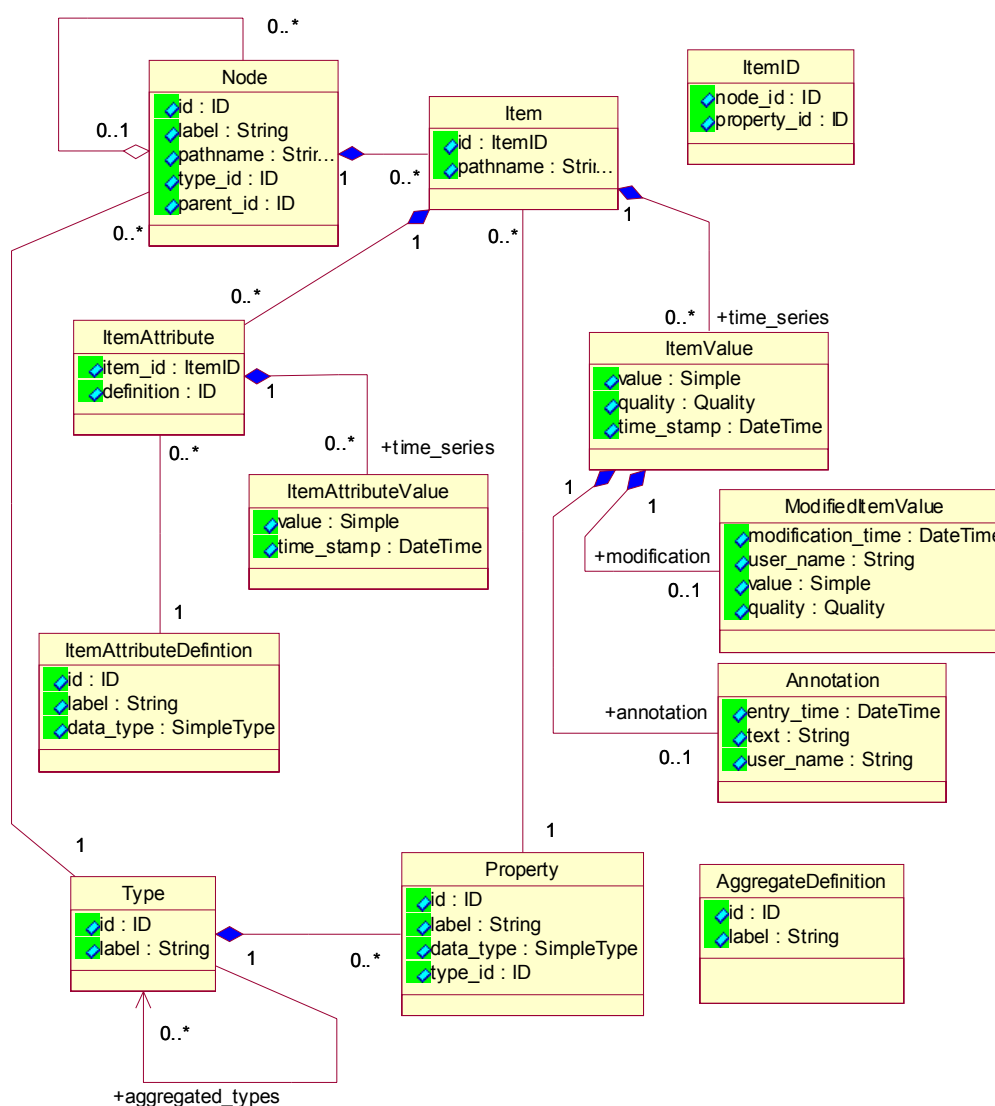 0..*
Node
id : ID
label : String
pathname : Strin...
type_id : ID
parent_id : ID
0..1
1
0..*
0..*
Item
id : ItemID
pathname : Strin...
1
0..*
1
ItemID
node_id : ID
property_id : ID
0..*
ItemAttribute
item_id : ItemID
definition : ID
1
0..*
0..*
+time_series
ItemAttributeValue
value : Simple
time_stamp : DateTime
0..*
+time_series
ItemValue
value : Simple
quality : Quality
time_stamp : DateTime
1
1
+modification
0..1
ModifiedItemValue
modification_time : DateTime
user_name : String
value : Simple
quality : Quality
1
ItemAttributeDefintion
id : ID
label : String
data_type : SimpleType
+annotation
0..1
Annotation
entry_time : DateTime
text : String
user_name : String
1
Type
id : ID
label : String
1
0..*
1
Property
id : ID
label : String
data_type : SimpleType
type_id : ID
AggregateDefinition
id : ID
label : String
0..*
+aggregated_types